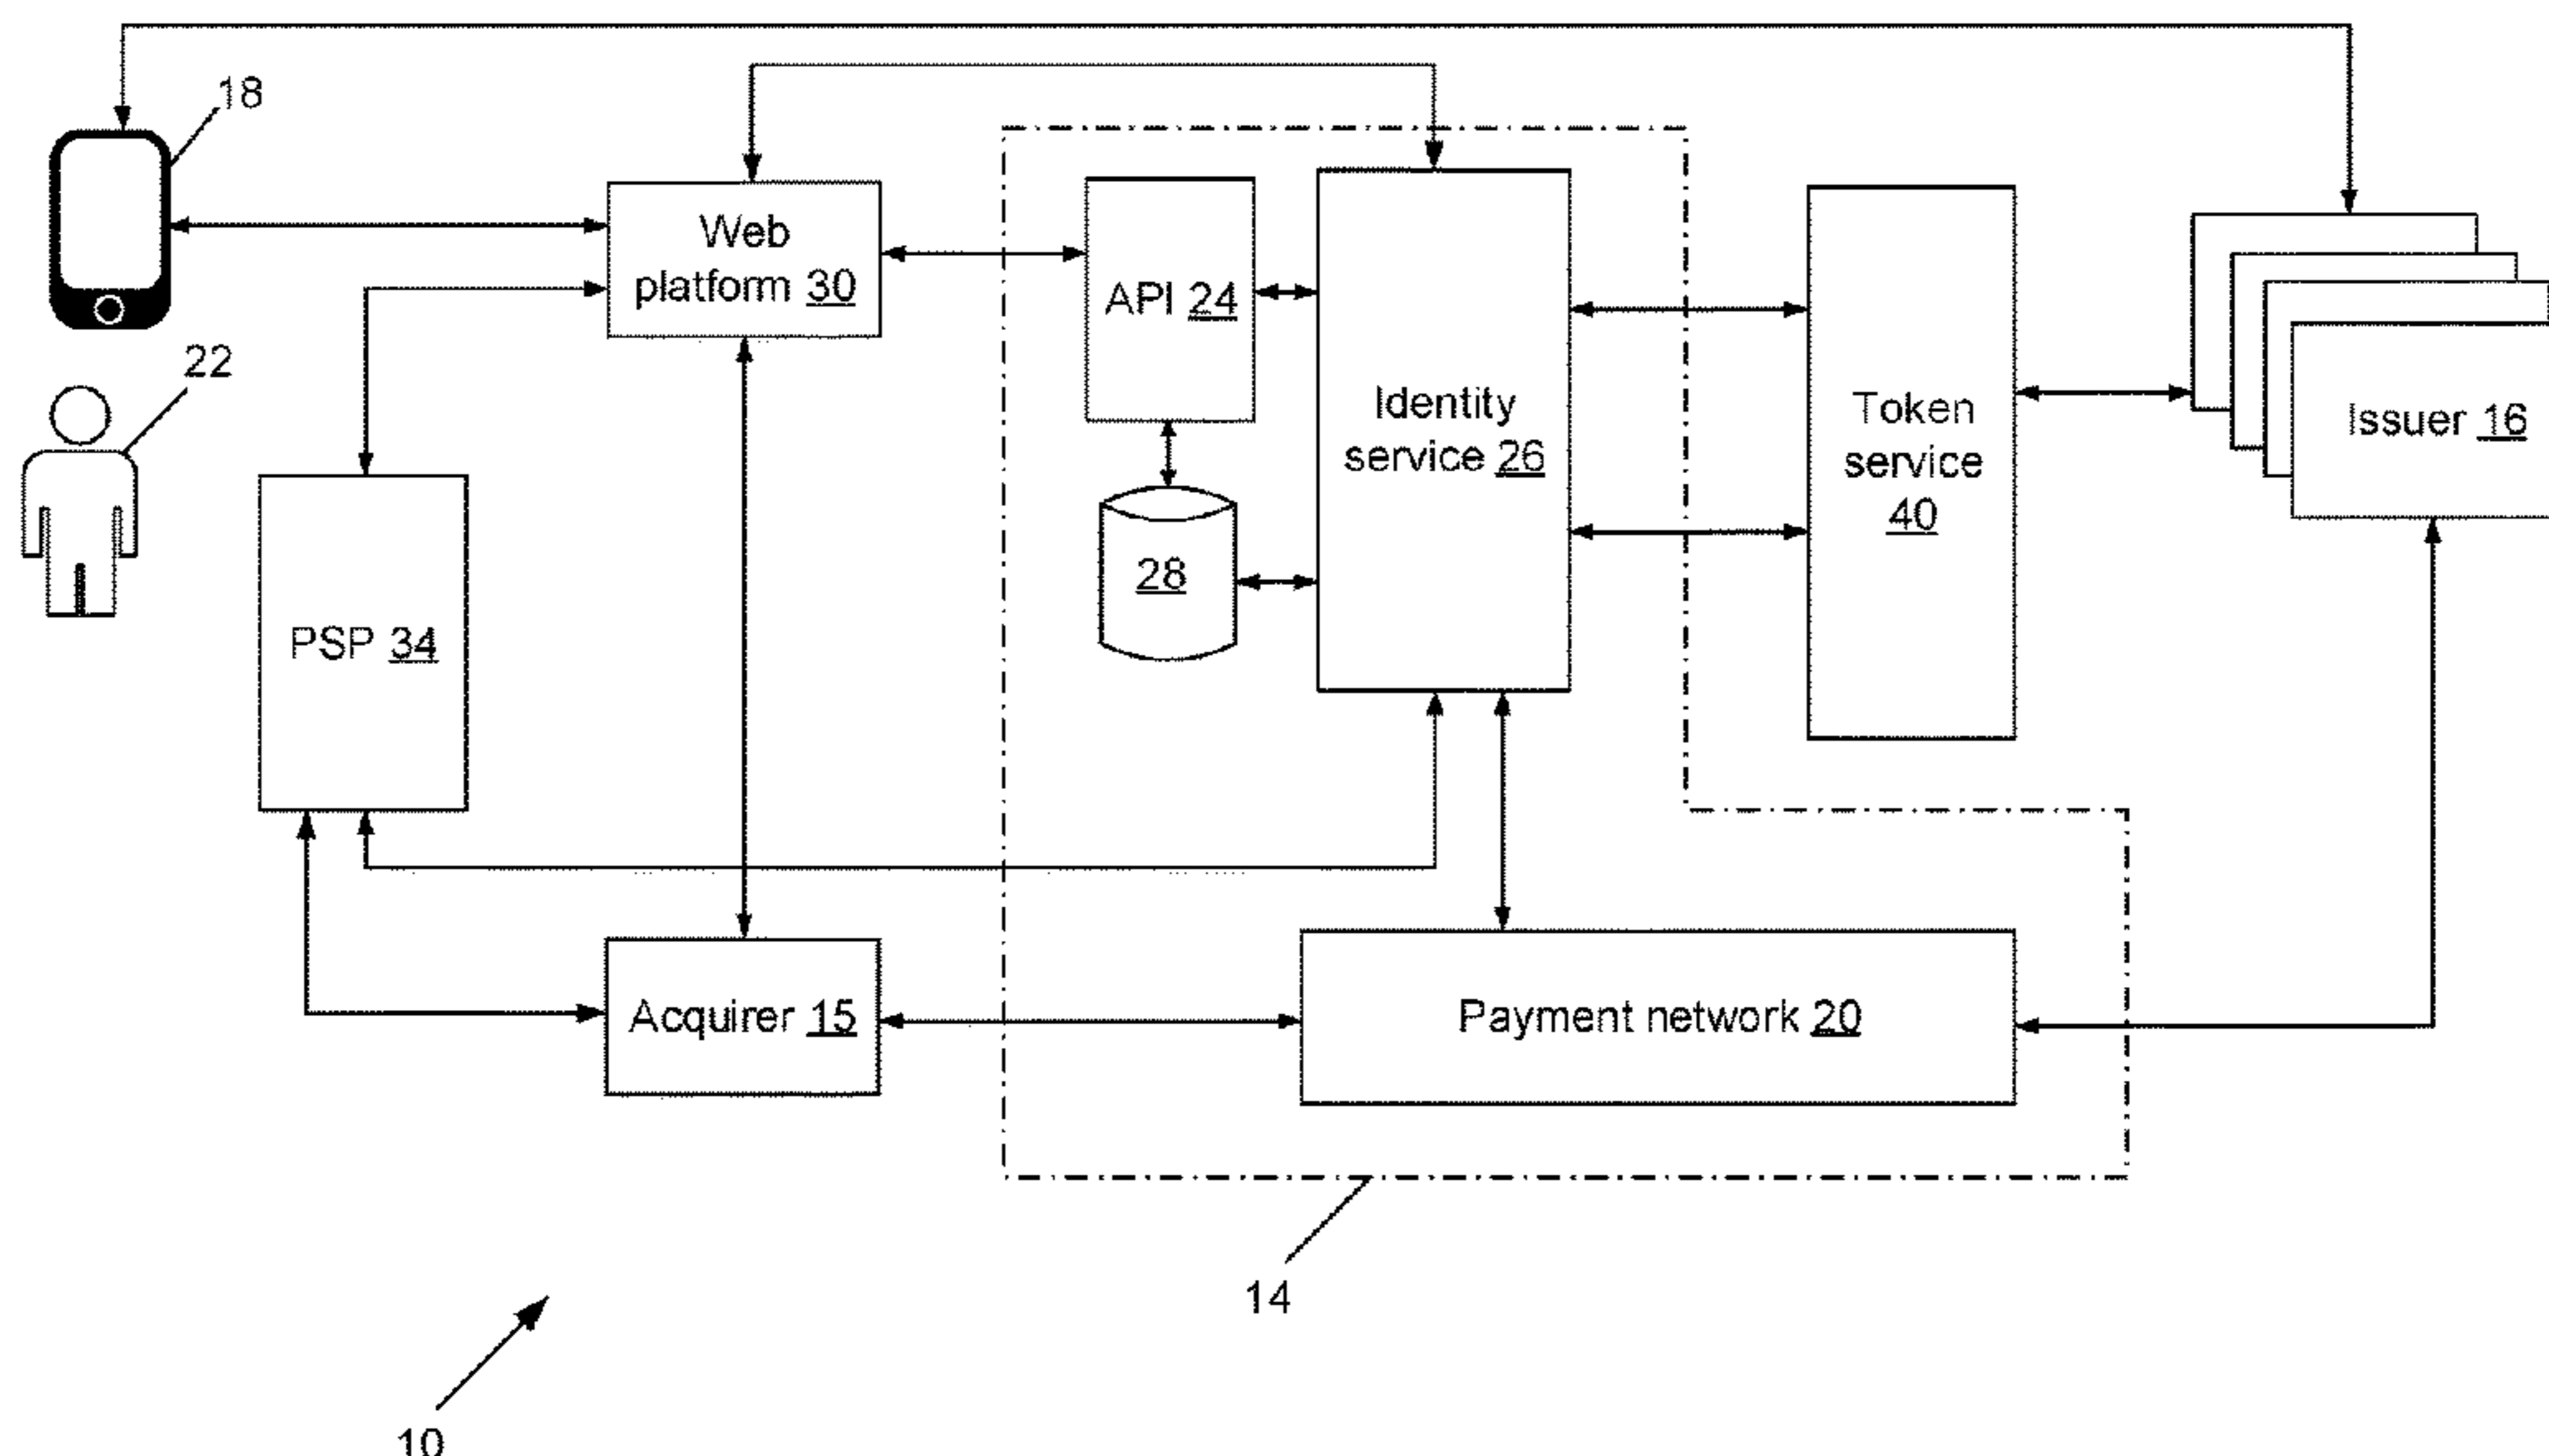 18
Web
platform 30
API 24
22
Identity
service 26
Token
service
40
Issuer 16
28
PSP 34
Acquirer 15
Payment network 20
14
10